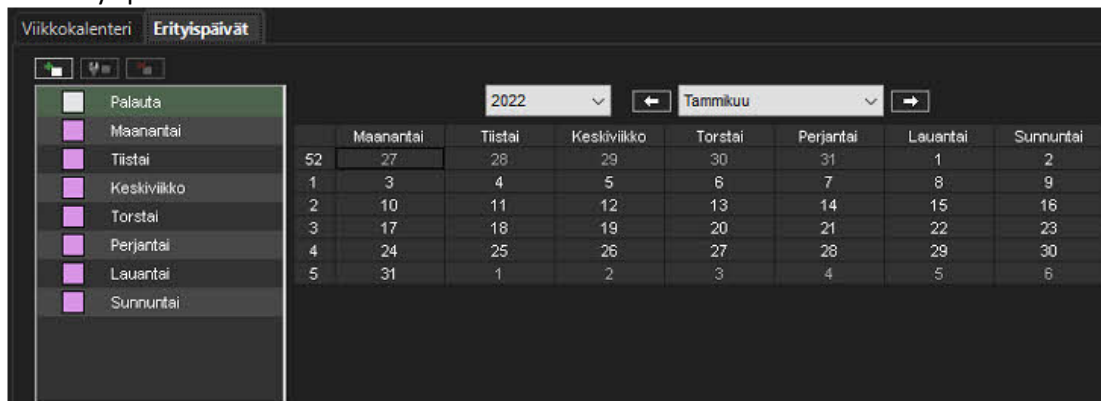 Viikkokalenteri Erityispäivät
Palauta
Maanantai
Tiistai
Keskiviikko
Torstai
Perjantai
Lauantai
Sunnuntai
2022 Tammikuu
Maanantai Tiistai Keskiviikko Torstai Perjantai Lauantai Sunnuntai
52 27 28 29 30 31 1 2
1 3 4 5 6 7 8 9
2 10 11 12 13 14 15 16
3 17 18 19 20 21 22 23
4 24 25 26 27 28 29 30
5 31 1 2 3 4 5 6